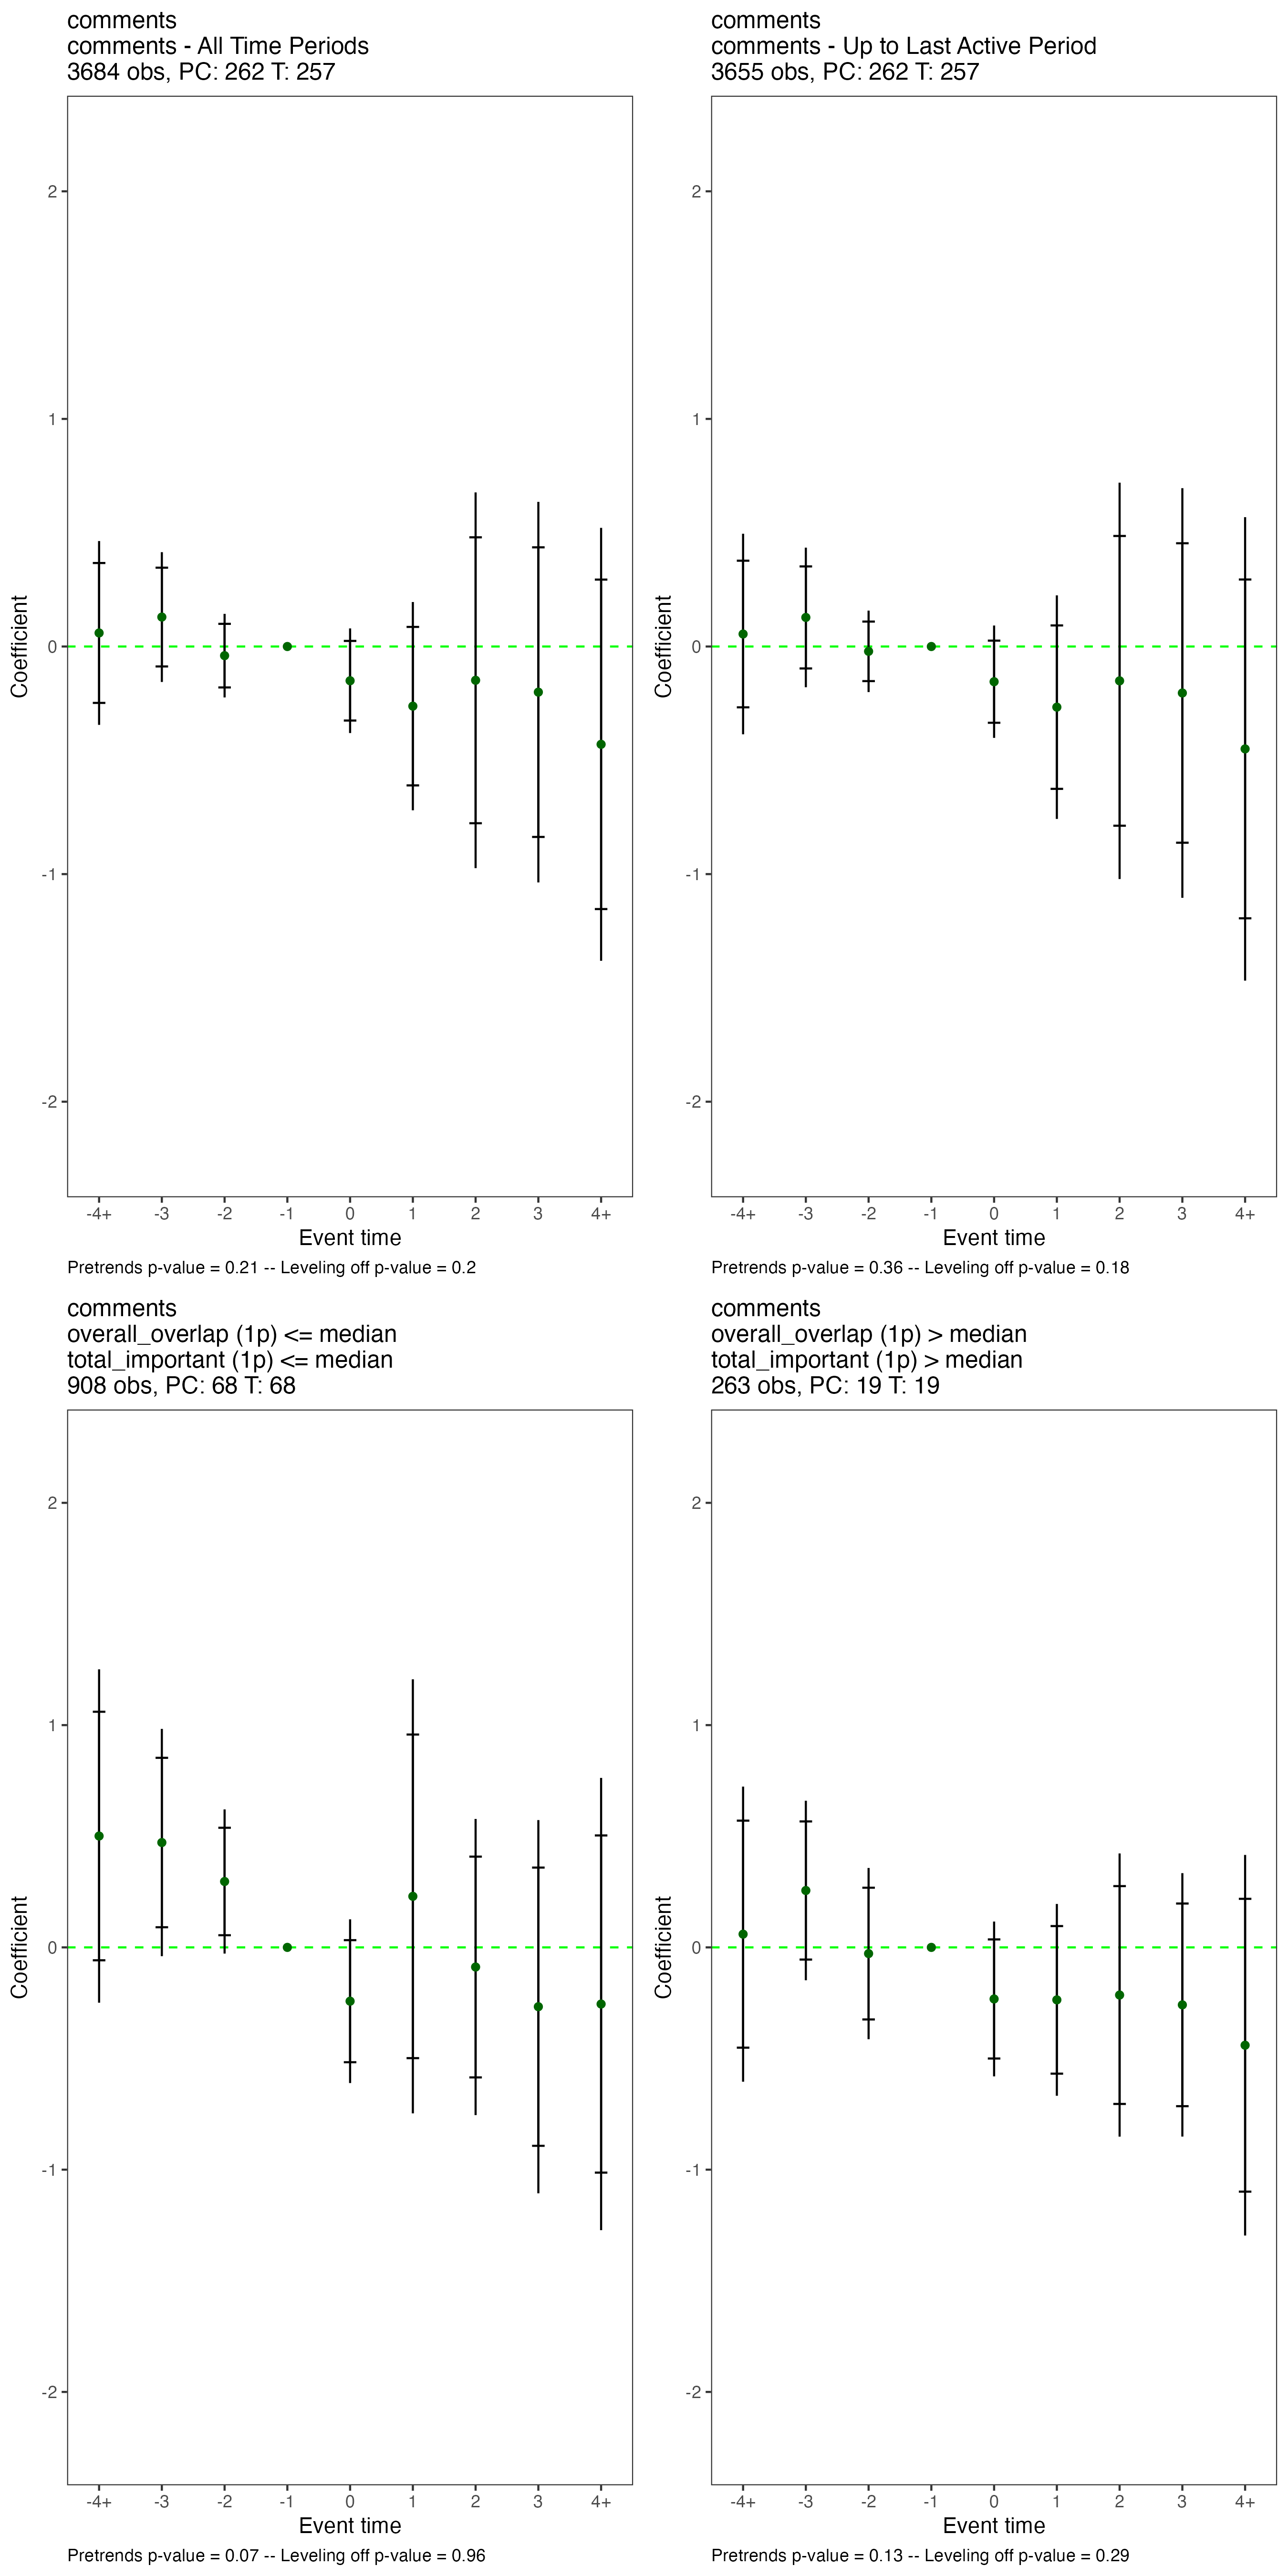 comments
comments - All Time Periods
3684 obs, PC: 262 T: 257
Coefficient
2
1
0
-1
-2
-4+ -3 -2 -1 0 1 2 3 4+
Event time
Pretrends p-value = 0.21 -- Leveling off p-value = 0.2
comments
comments - Up to Last Active Period
3655 obs, PC: 262 T: 257
Coefficient
2
1
0
-1
-2
-4+ -3 -2 -1 0 1 2 3 4+
Event time
Pretrends p-value = 0.36 -- Leveling off p-value = 0.18
comments
overall_overlap (1p) <= median
total_important (1p) <= median
908 obs, PC: 68 T: 68
Coefficient
2
1
0
-1
-2
-4+ -3 -2 -1 0 1 2 3 4+
Event time
Pretrends p-value = 0.07 -- Leveling off p-value = 0.96
comments
overall_overlap (1p) > median
total_important (1p) > median
263 obs, PC: 19 T: 19
Coefficient
2
1
0
-1
-2
-4+ -3 -2 -1 0 1 2 3 4+
Event time
Pretrends p-value = 0.13 -- Leveling off p-value = 0.29